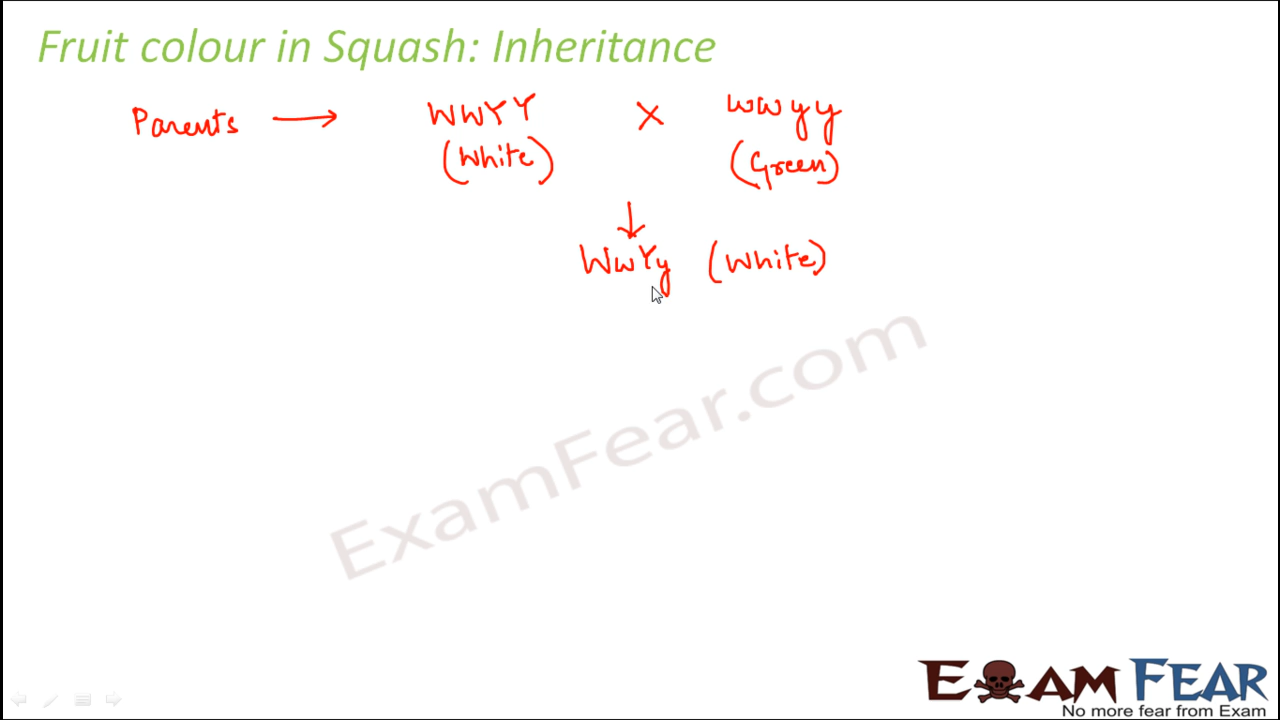 Fruit colour in Squash: Inheritance
Parents → WWYY × wwyy
(White) (Green)
↓
WwYy (White)
ExamFear.com
EXAM FEAR
No more fear from Exam